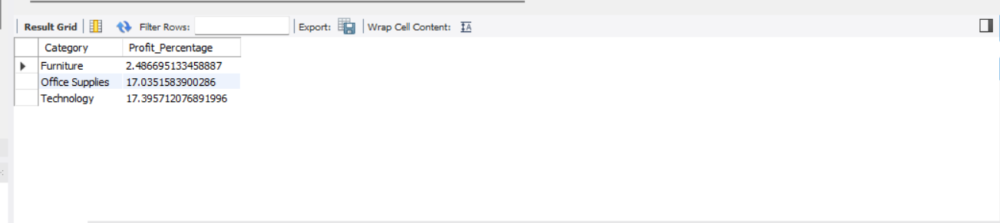 Result Grid Filter Rows: Export: Wrap Cell Content:
Category Profit_Percentage
Furniture 2.486695133458887
Office Supplies 17.0351583900286
Technology 17.395712076891996